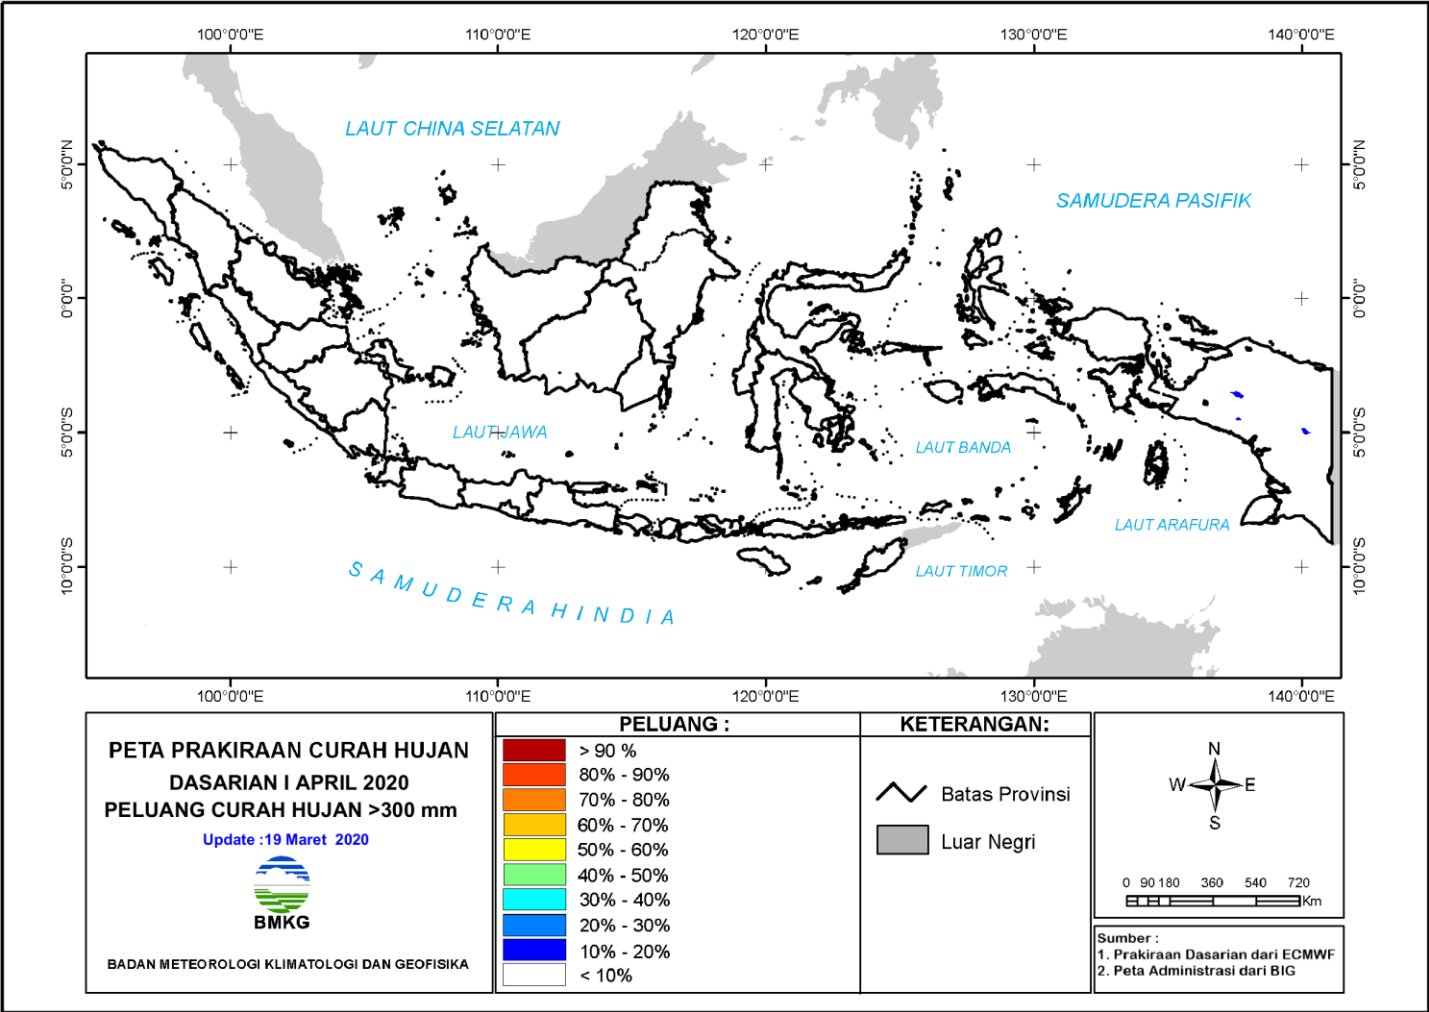 100°0'0"E 110°0'0"E 120°0'0"E 130°0'0"E 140°0'0"E
5°0'0"N 5°0'0"N
0°0'0" 0°0'0"
5°0'0"S 5°0'0"S
10°0'0"S 10°0'0"S
LAUT CHINA SELATAN
SAMUDERA PASIFIK
LAUT JAWA
LAUT BANDA
LAUT ARAFURA
LAUT TIMOR
SAMUDERA HINDIA
100°0'0"E 110°0'0"E 120°0'0"E 130°0'0"E 140°0'0"E
PETA PRAKIRAAN CURAH HUJAN
DASARIAN I APRIL 2020
PELUANG CURAH HUJAN >300 mm
Update :19 Maret 2020
BMKG
BADAN METEOROLOGI KLIMATOLOGI DAN GEOFISIKA
PELUANG :
> 90 %
80% - 90%
70% - 80%
60% - 70%
50% - 60%
40% - 50%
30% - 40%
20% - 30%
10% - 20%
< 10%
KETERANGAN:
Batas Provinsi
Luar Negri
N
W E
S
0 90 180 360 540 720
Km
Sumber :
1. Prakiraan Dasarian dari ECMWF
2. Peta Administrasi dari BIG